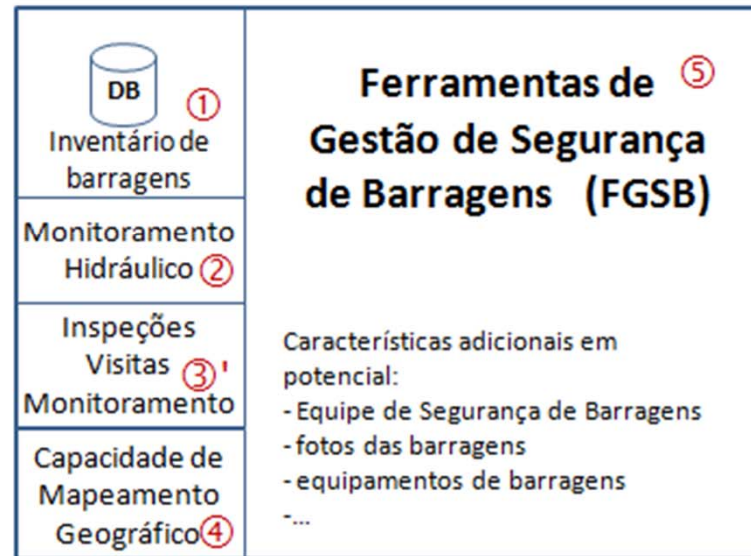 DB
①
Inventário de
barragens
Monitoramento
Hidráulico ②
Inspeções
Visitas ③'
Monitoramento
Capacidade de
Mapeamento
Geográfico ④
Ferramentas de ⑤
Gestão de Segurança
de Barragens (FGSB)
Características adicionais em
potencial:
- Equipe de Segurança de Barragens
- fotos das barragens
- equipamentos de barragens
-...